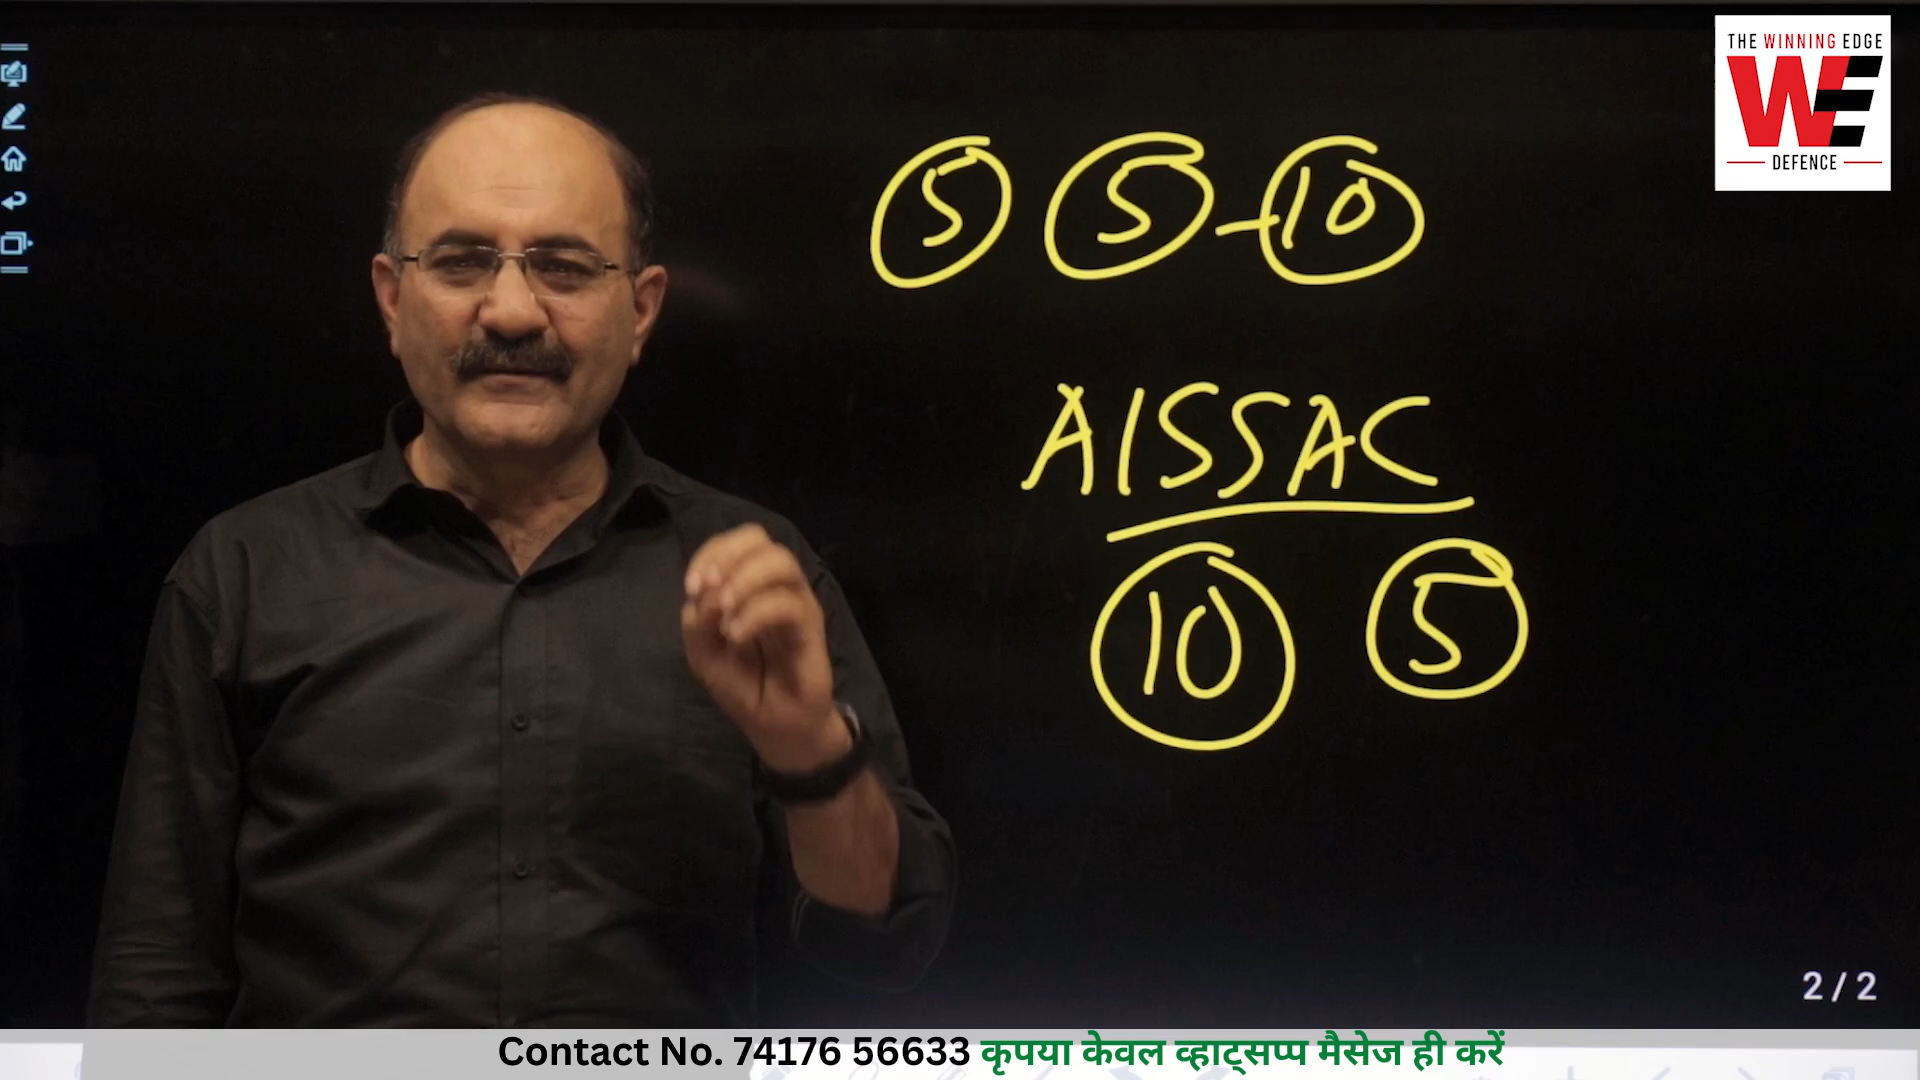 THE WINNING EDGE
WE
DEFENCE
5 5 - 10
AISSAC
10 5
2 / 2
Contact No. 74176 56633 कृपया केवल व्हाट्सप्प मैसेज ही करें